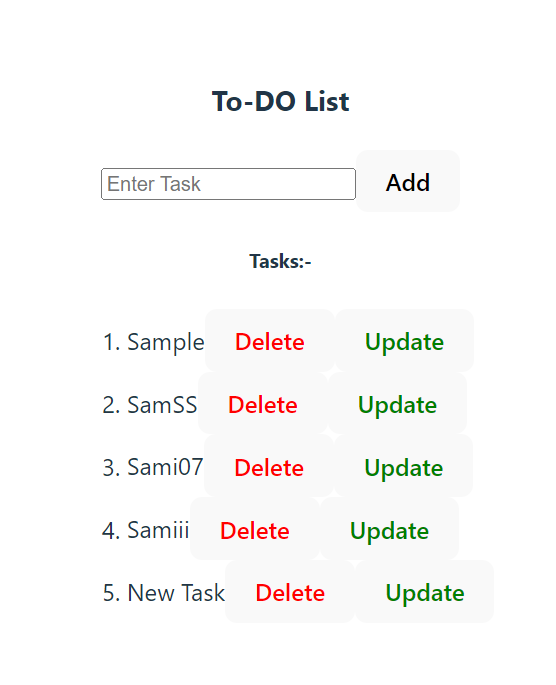 To-DO List
Enter Task Add
Tasks:-
1. Sample Delete Update
2. SamSS Delete Update
3. Sami07 Delete Update
4. Samiii Delete Update
5. New Task Delete Update